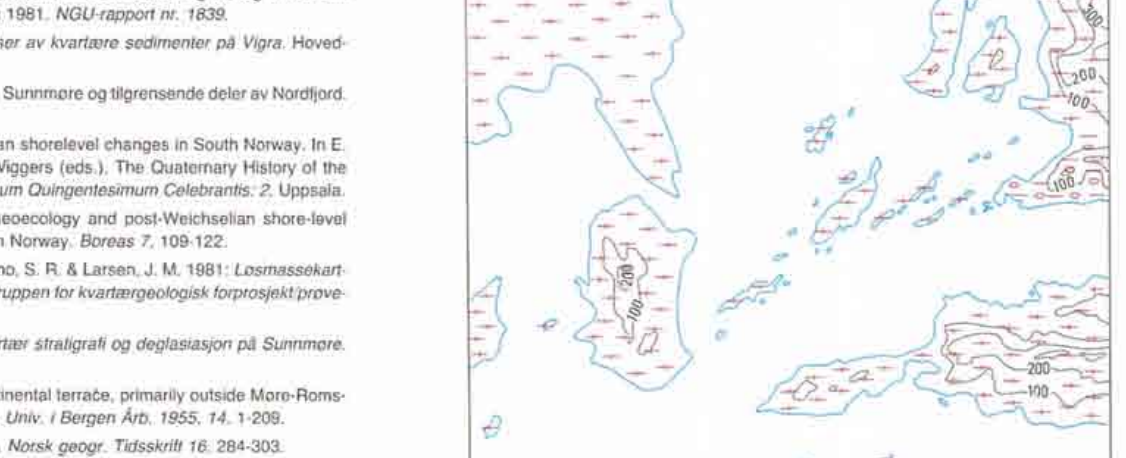 1981. NGU-rapport nr. 1839.
ser av kvartære sedimenter på Vigra. Hoved-
Sunnmøre og tilgrensende deler av Nordfjord.
an shorelevel changes in South Norway. In E.
Wiggers (eds.). The Quaternary History of the
um Quingentesimum Celebrantis. 2. Uppsala.
eoecology and post-Weichselian shore-level
n Norway. Boreas 7, 109-122.
no, S. R. & Larsen, J. M. 1981: Løsmassekart-
ruppen for kvartærgeologisk forprosjekt/prøve-
rtær stratigrafi og deglasiasjon på Sunnmøre.
tinental terrace, primarily outside Møre-Roms-
Univ. i Bergen Årb. 1955, 14, 1-209.
Norsk geogr. Tidsskrift 16, 284-303.
300
200
100
100
200
100
200
100